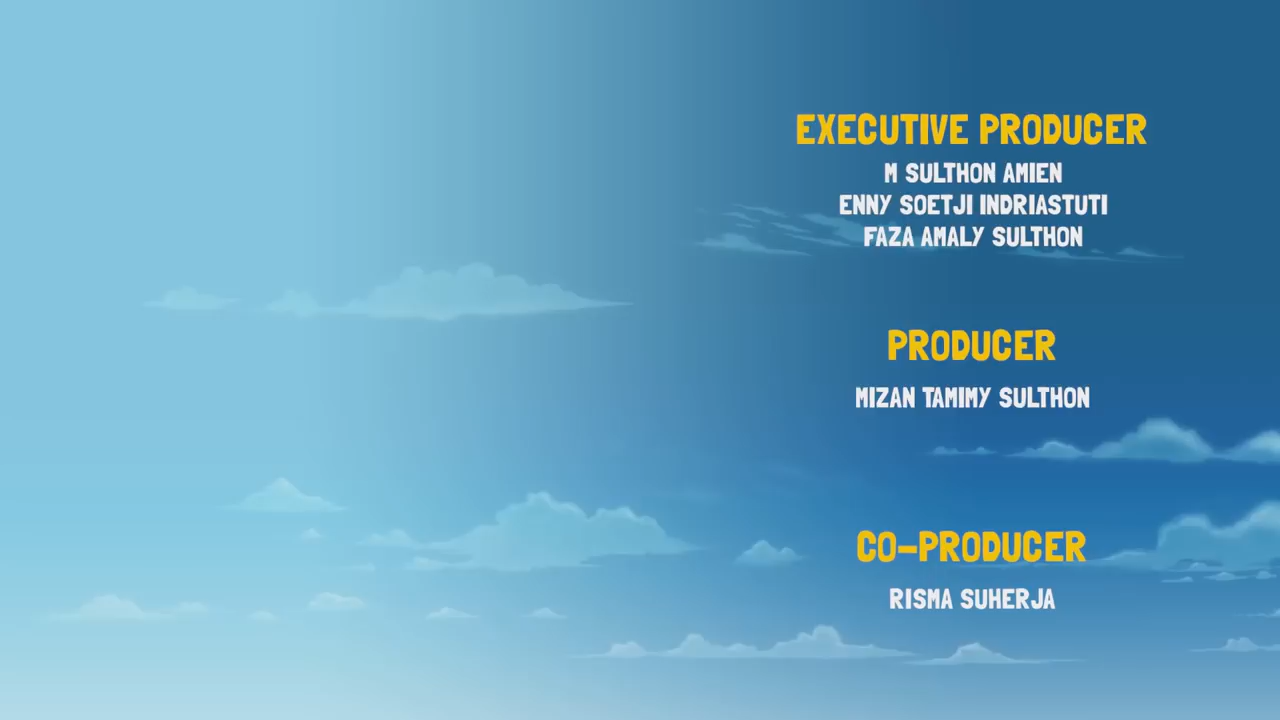 EXECUTIVE PRODUCER
M SULTHON AMIEN
ENNY SOETJI INDRIASTUTI
FAZA AMALY SULTHON
PRODUCER
MIZAN TAMIMY SULTHON
CO-PRODUCER
RISMA SUHERJA